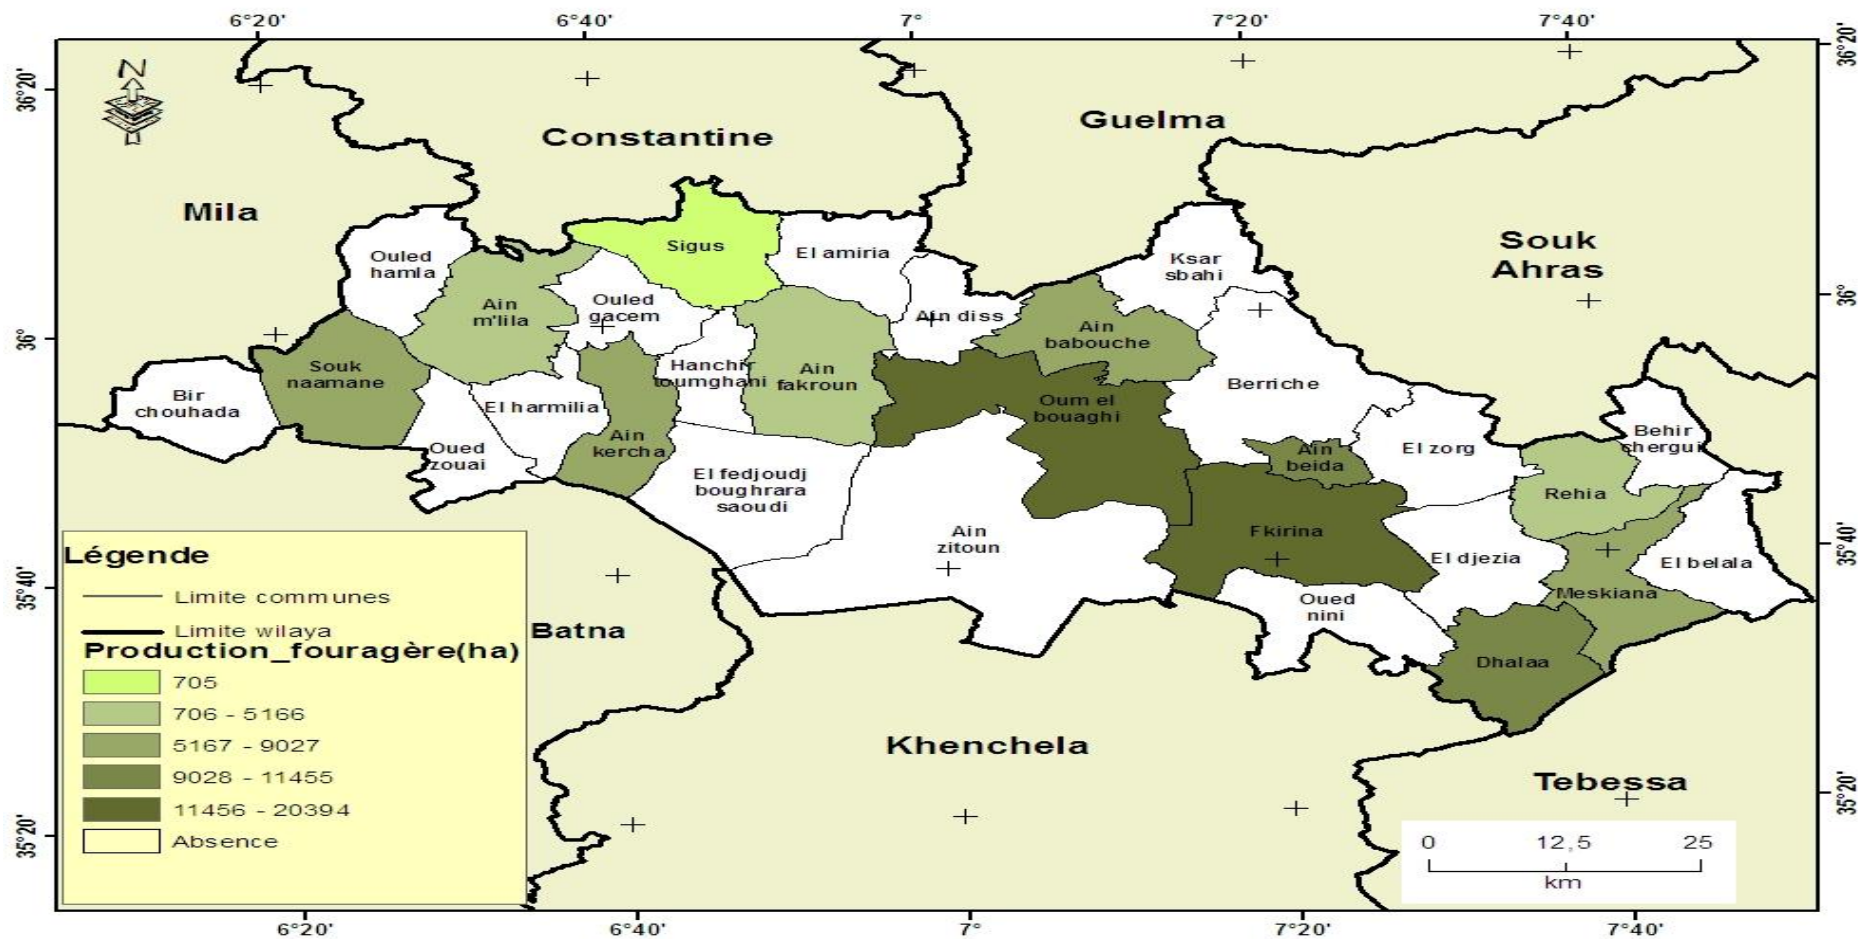 6°20' 6°40' 7° 7°20' 7°40'
36°20'
36°20'
N
Constantine
Guelma
Mila
Souk
Ahras
Ouled
hamla
Sigus
El amiria
Ksar
sbahi
Ain
m'lila
Ouled
gacem
Ain diss
Ain
babouche
36°
36°
Souk
naamane
Bir
chouhada
El harmilia
Hanchir
toumghani
Ain
fakroun
Oum el
bouaghi
Berriche
Oued
zouai
Ain
kercha
El fedjoudj
boughrara
saoudi
Ain
zitoun
Ain
beida
El zorg
Behir
chergui
Rehia
Fkirina
El djezia
El belala
Meskiana
Oued
nini
Dhalaa
35°40'
35°40'
Batna
Khenchela
Tebessa
Légende
Limite communes
Limite wilaya
Production_fouragère(ha)
705
706 - 5166
5167 - 9027
9028 - 11455
11456 - 20394
Absence
35°20'
35°20'
0 12,5 25
km
6°20' 6°40' 7° 7°20' 7°40'